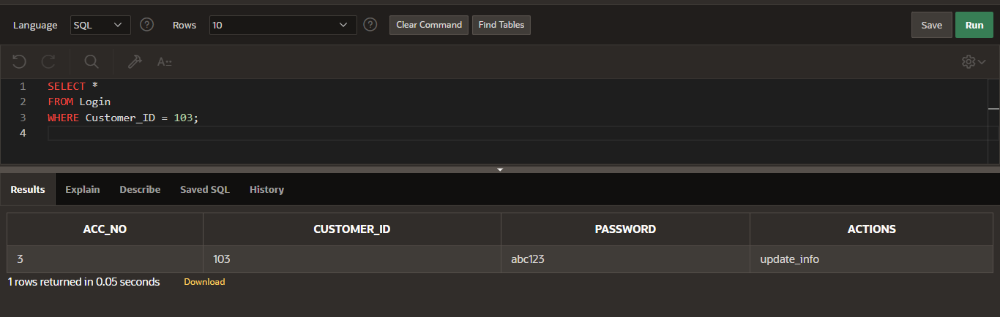 Language SQL Rows 10 Clear Command Find Tables Save Run
A
1 SELECT *
2 FROM Login
3 WHERE Customer_ID = 103;
4
Results Explain Describe Saved SQL History
ACC_NO CUSTOMER_ID PASSWORD ACTIONS
3 103 abc123 update_info
1 rows returned in 0.05 seconds Download